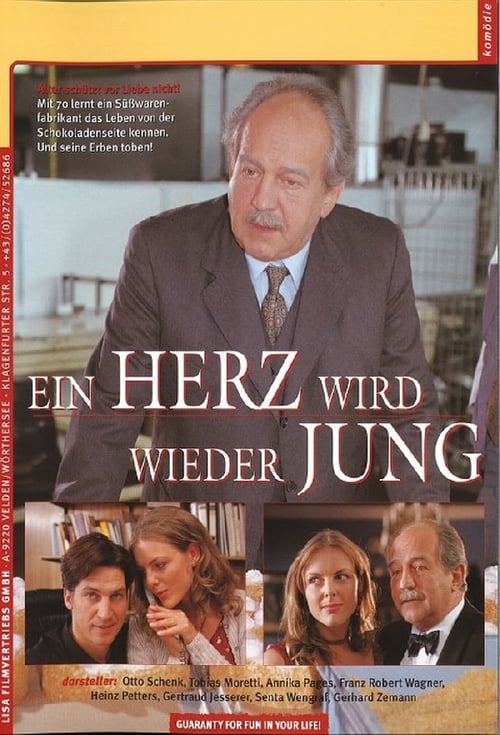 komödie
Alter schützt vor Liebe nicht!
Mit 70 lernt ein Süßwaren-
fabrikant das Leben von der
Schokoladenseite kennen.
Und seine Erben toben!
EIN HERZ WIRD
WIEDER JUNG
darsteller: Otto Schenk, Tobias Moretti, Annika Pages, Franz Robert Wagner,
Heinz Petters, Gertraud Jesserer, Senta Wengraf, Gerhard Zemann
GUARANTY FOR FUN IN YOUR LIFE!
LISA FILMVERTRIEBS GMBH · A-9220 VELDEN/WÖRTHERSEE · KLAGENFURTER STR. 5 · +43/(0)4274/52686